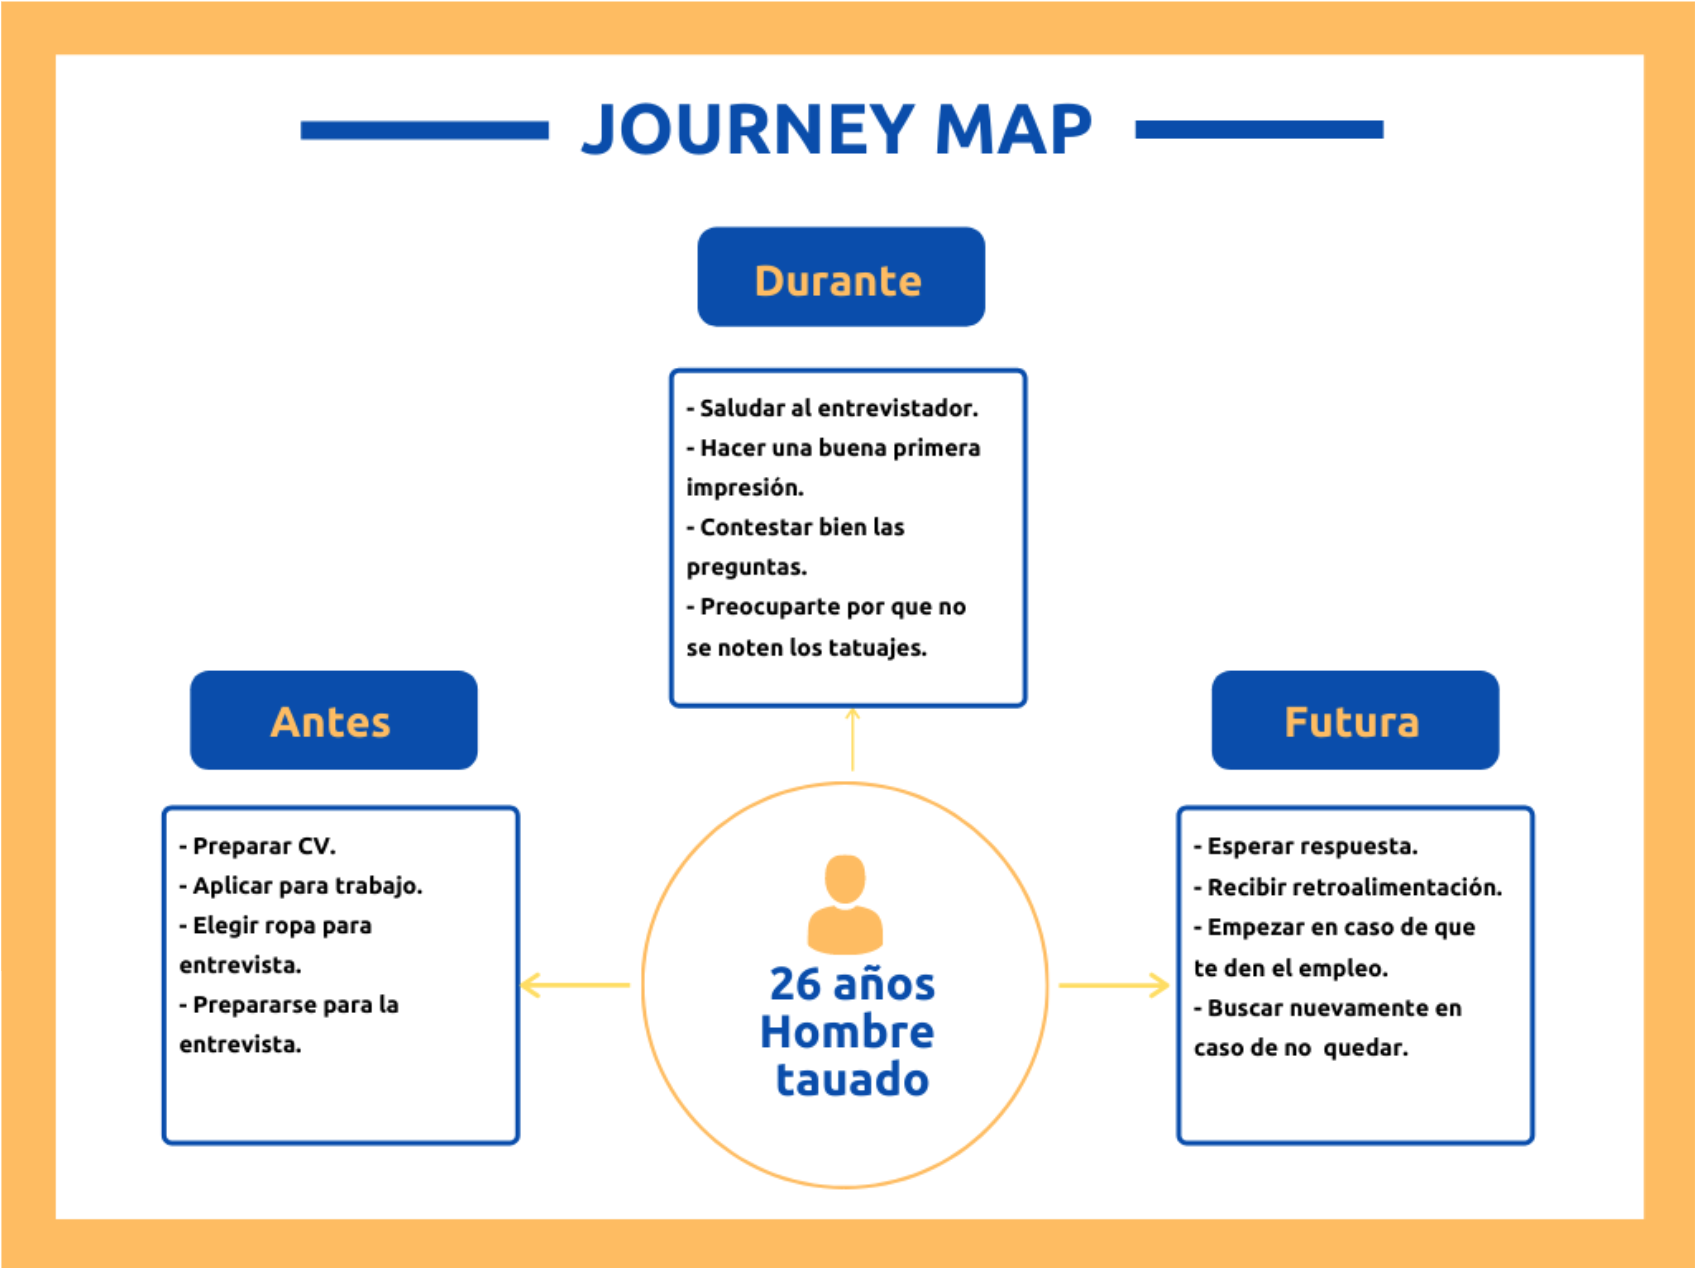 JOURNEY MAP
Durante
- Saludar al entrevistador.
- Hacer una buena primera
impresión.
- Contestar bien las
preguntas.
- Preocuparte por que no
se noten los tatuajes.
Antes
- Preparar CV.
- Aplicar para trabajo.
- Elegir ropa para
entrevista.
- Prepararse para la
entrevista.
26 años
Hombre
tauado
Futura
- Esperar respuesta.
- Recibir retroalimentación.
- Empezar en caso de que
te den el empleo.
- Buscar nuevamente en
caso de no  quedar.